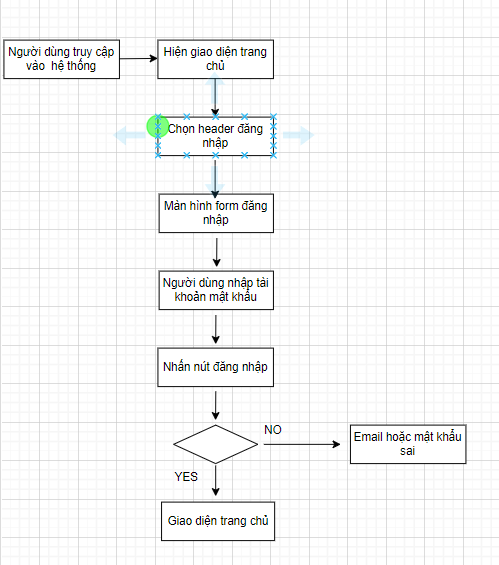 Người dùng truy cập
vào hệ thống
Hiện giao diện trang
chủ
Chọn header đăng
nhập
Màn hình form đăng
nhập
Người dùng nhập tài
khoản mật khẩu
Nhấn nút đăng nhập
NO
Email hoặc mật khẩu
sai
YES
Giao diện trang chủ